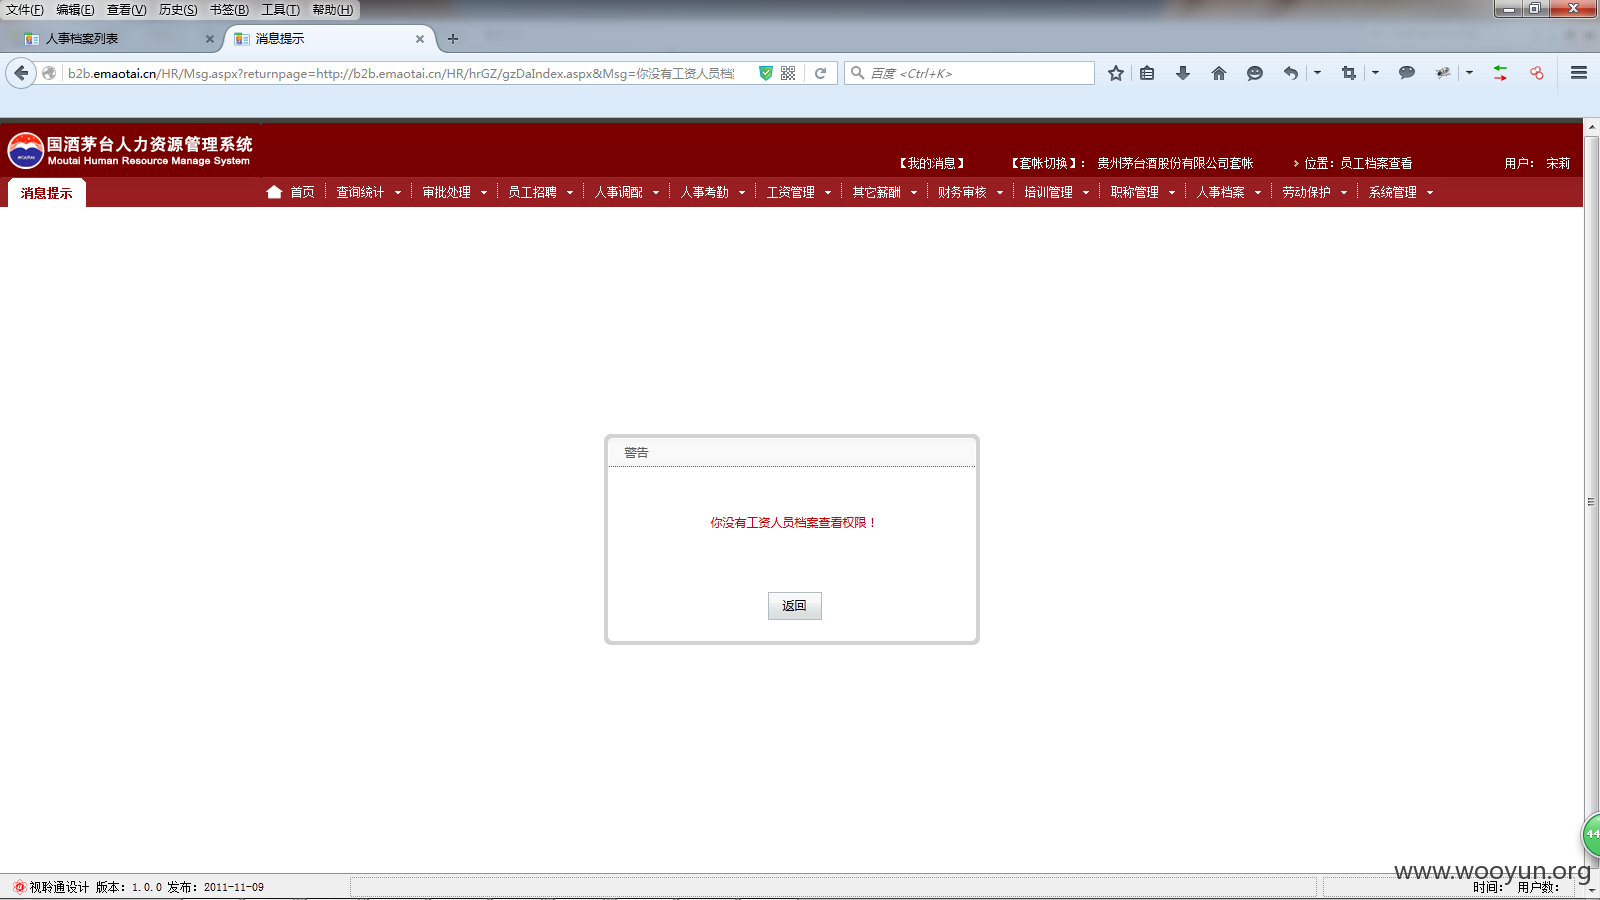 文件(F) 编辑(E) 查看(V) 历史(S) 书签(B) 工具(T) 帮助(H)
人事档案列表
消息提示
b2b.emaotai.cn/HR/Msg.aspx?returnpage=http://b2b.emaotai.cn/HR/hrGZ/gzDaIndex.aspx&Msg=你没有工资人员档
百度 <Ctrl+K>
国酒茅台人力资源管理系统
Moutai Human Resource Manage System
MOUTAI
【我的消息】 【套帐切换】： 贵州茅台酒股份有限公司套帐 位置：员工档案查看 用户： 宋莉
消息提示
首页 查询统计 审批处理 员工招聘 人事调配 人事考勤 工资管理 其它薪酬 财务审核 培训管理 职称管理 人事档案 劳动保护 系统管理
警告
你没有工资人员档案查看权限！
返回
44
www.wooyun.org
视聆通设计 版本：1.0.0 发布：2011-11-09
时间： 用户数：